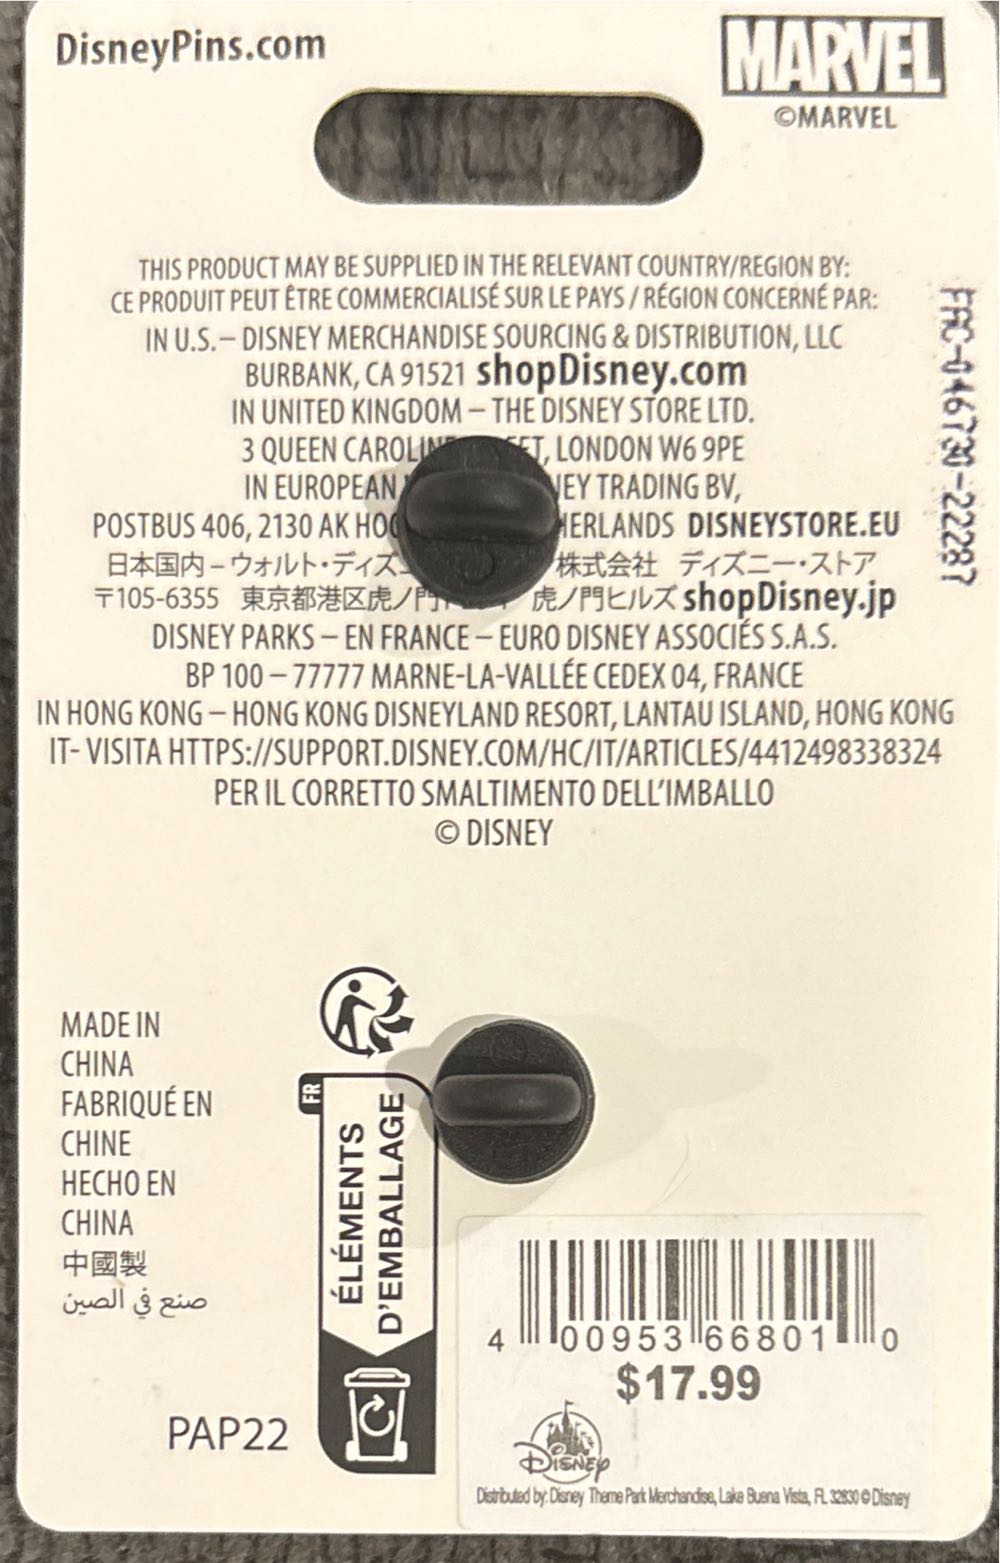 DisneyPins.com
MARVEL
©MARVEL
THIS PRODUCT MAY BE SUPPLIED IN THE RELEVANT COUNTRY/REGION BY:
CE PRODUIT PEUT ÊTRE COMMERCIALISÉ SUR LE PAYS / RÉGION CONCERNÉ PAR:
IN U.S.– DISNEY MERCHANDISE SOURCING & DISTRIBUTION, LLC
BURBANK, CA 91521 shopDisney.com
IN UNITED KINGDOM – THE DISNEY STORE LTD.
3 QUEEN LONDON W6 9PE
IN EUROPEAN TRADING BV,
POSTBUS 406, 2130 AK DISNEYSTORE.EU
日本国内 – ウォルト・ディズ 株式会社 ディズニー・ストア
〒105-6355 東京都港区虎ノ門 虎ノ門ヒルズ shopDisney.jp
DISNEY PARKS – EN FRANCE – EURO DISNEY ASSOCIÉS S.A.S.
BP 100 – 77777 MARNE-LA-VALLÉE CEDEX 04, FRANCE
IN HONG KONG – HONG KONG DISNEYLAND RESORT, LANTAU ISLAND, HONG KONG
IT- VISITA HTTPS://SUPPORT.DISNEY.COM/HC/IT/ARTICLES/4412498338324
PER IL CORRETTO SMALTIMENTO DELL'IMBALLO
© DISNEY
FAC-046730-22287
MADE IN
CHINA
FABRIQUÉ EN
CHINE
HECHO EN
CHINA
中國製
صنع في الصين
FR
ÉLÉMENTS
D'EMBALLAGE
PAP22
4 00953 66801 0
$17.99
DISNEY
Distributed by: Disney Theme Park Merchandise, Lake Buena Vista, FL 32830 © Disney